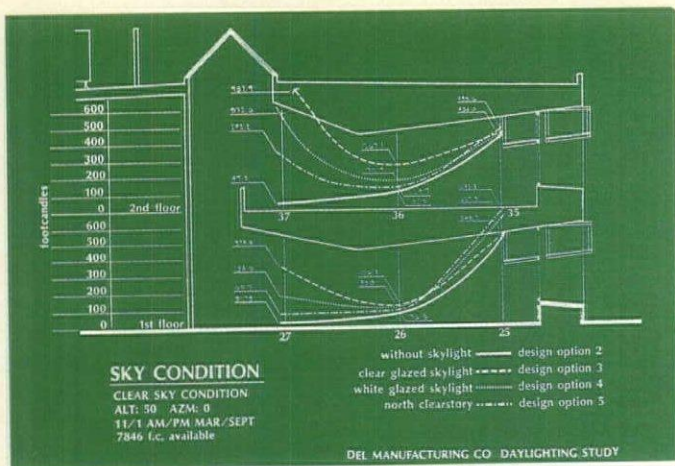 600
500
400
300
200
100
0 2nd floor
37
36
35
footcandles
600
500
400
300
200
100
0 1st floor
27
26
25
SKY CONDITION
CLEAR SKY CONDITION
ALT: 50 AZM: 0
11/1 AM/PM MAR/SEPT
7846 f.c. available
without skylight design option 2
clear glazed skylight design option 3
white glazed skylight design option 4
north clearstory design option 5
DEL MANUFACTURING CO DAYLIGHTING STUDY